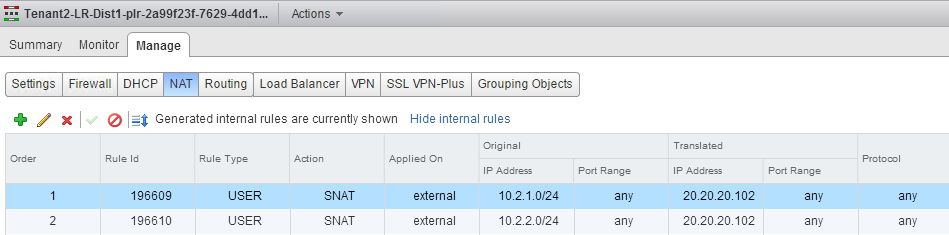 Tenant2-LR-Dist1-plr-2a99f23f-7629-4dd1... Actions
Summary Monitor Manage
Settings Firewall DHCP NAT Routing Load Balancer VPN SSL VPN-Plus Grouping Objects
Generated internal rules are currently shown Hide internal rules
Order Rule Id Rule Type Action Applied On Original Translated Protocol
IP Address Port Range IP Address Port Range
1 196609 USER SNAT external 10.2.1.0/24 any 20.20.20.102 any any
2 196610 USER SNAT external 10.2.2.0/24 any 20.20.20.102 any any